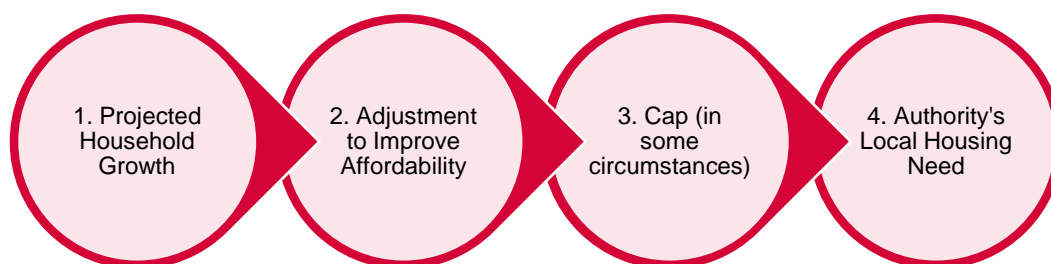 1. Projected
Household
Growth
2. Adjustment
to Improve
Affordability
3. Cap (in
some
circumstances)
4. Authority's
Local Housing
Need